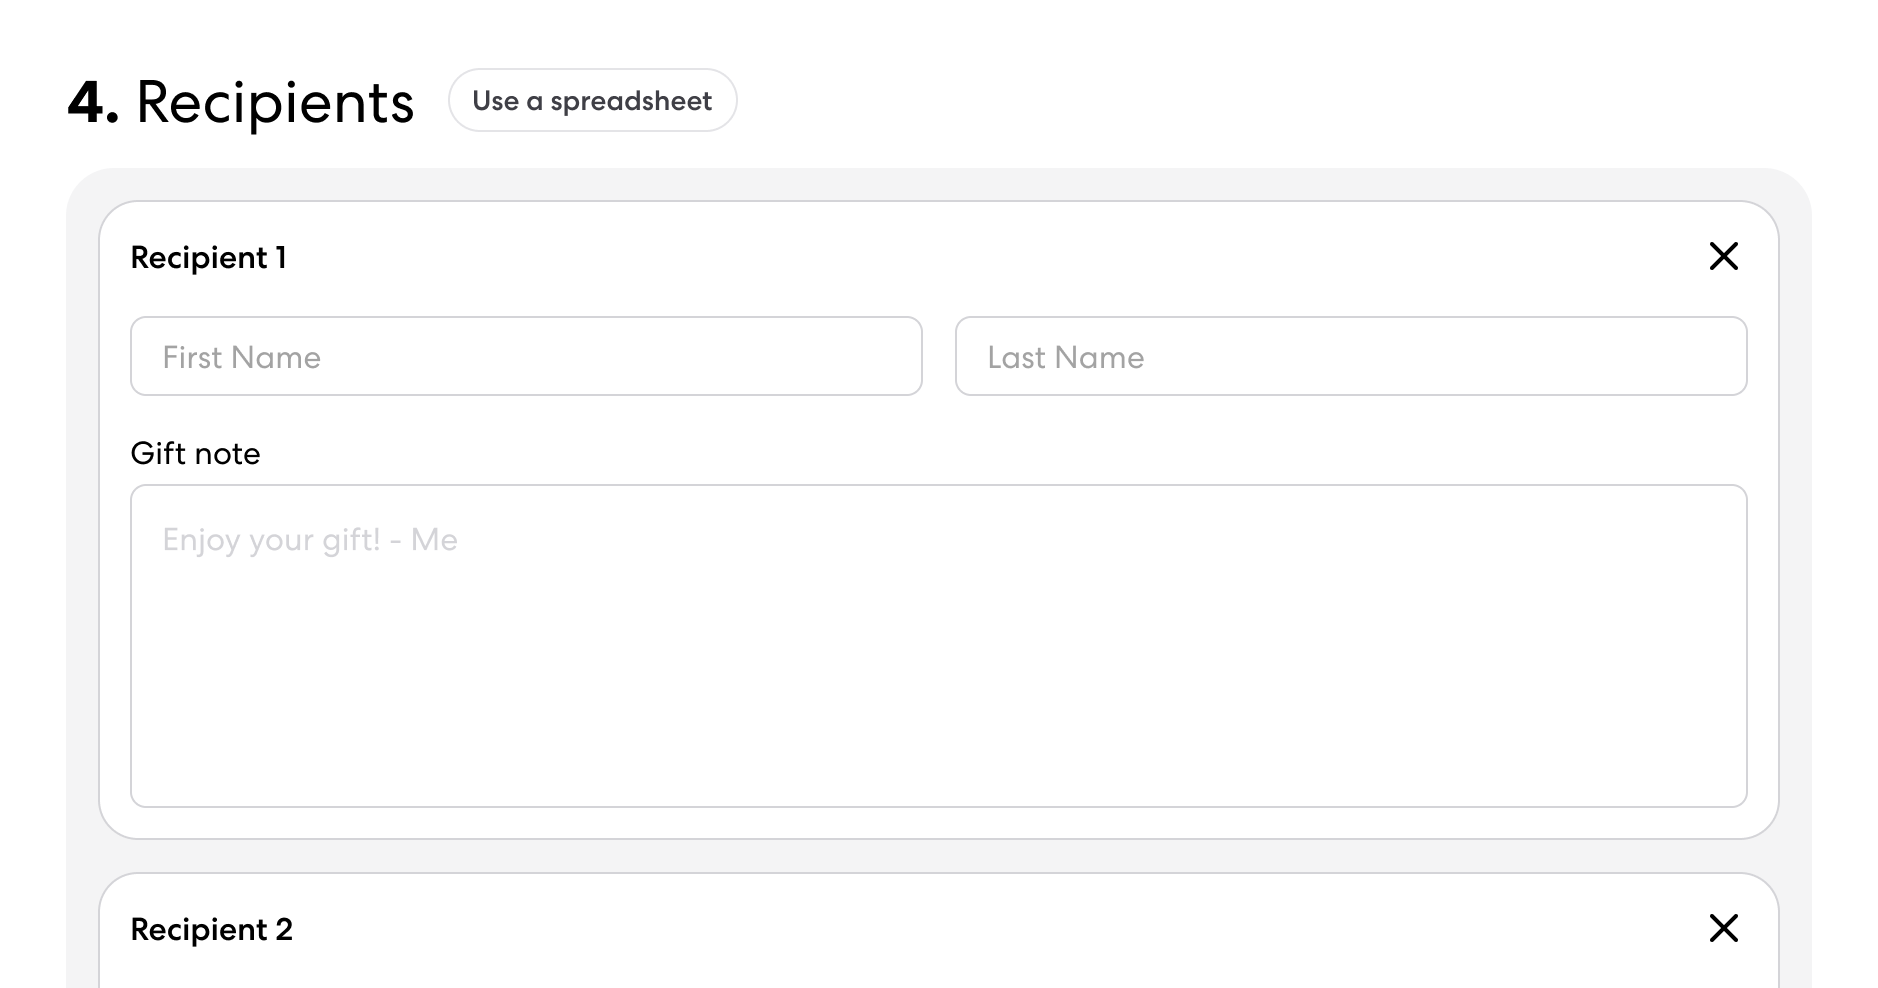 4. Recipients Use a spreadsheet
Recipient 1
First Name Last Name
Gift note
Enjoy your gift! - Me
Recipient 2